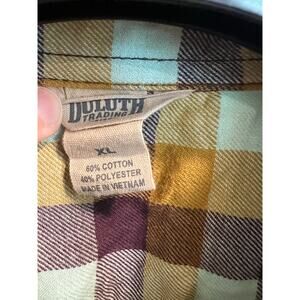 DULUTH
TRADING
XL
60% COTTON
40% POLYESTER
MADE IN VIETNAM